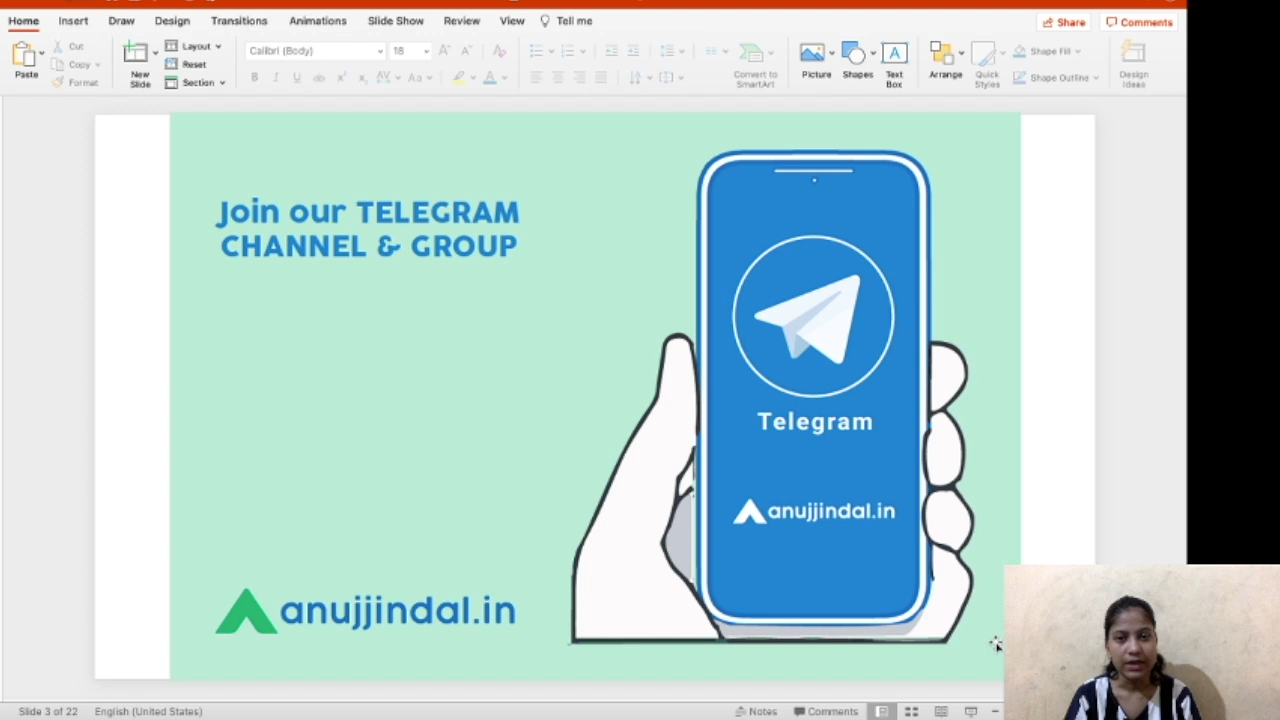 Home Insert Draw Design Transitions Animations Slide Show Review View Tell me Share Comments
Paste Cut Copy Format New Slide Layout Reset Section Calibri (Body) 18 Convert to SmartArt Picture Shapes Text Box Arrange Quick Styles Shape Fill Shape Outline Design Ideas
Join our TELEGRAM
CHANNEL & GROUP
Telegram
anujjindal.in
anujjindal.in
Slide 3 of 22 English (United States) Notes Comments